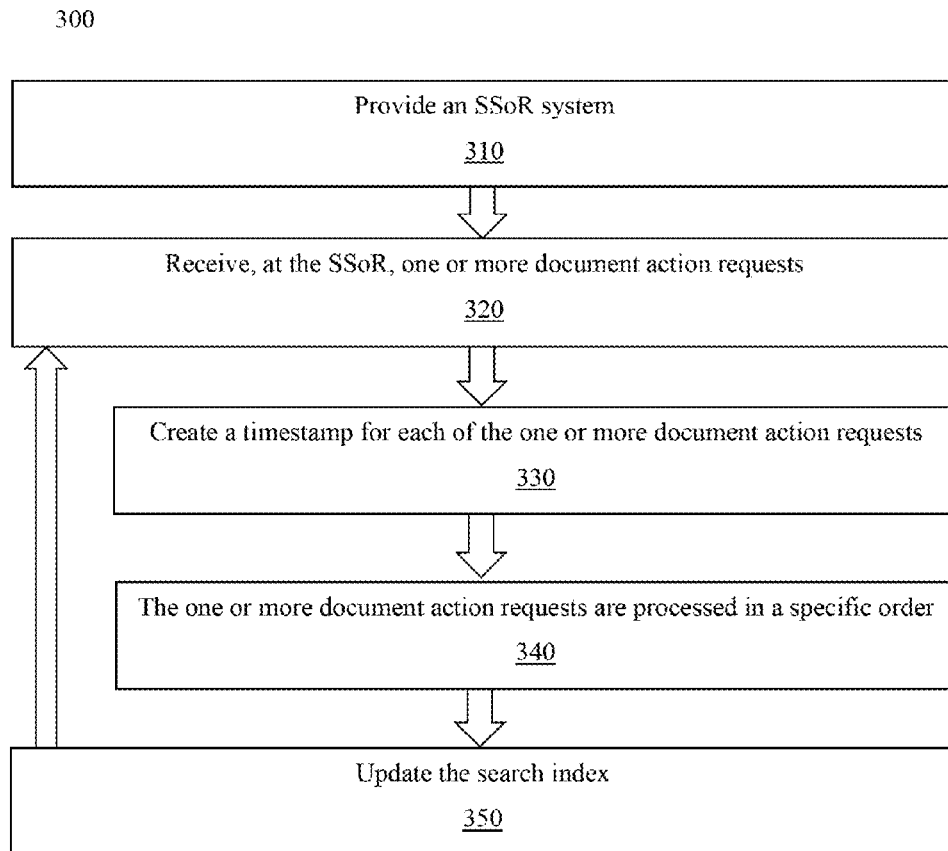 300
Provide an SSoR system
310
Receive, at the SSoR, one or more document action requests
320
Create a timestamp for each of the one or more document action requests
330
The one or more document action requests are processed in a specific order
340
Update the search index
350